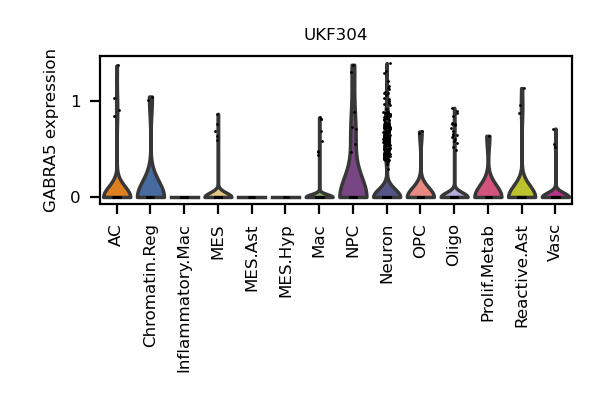 UKF304
GABRA5 expression
1
0
AC
Chromatin.Reg
Inflammatory.Mac
MES
MES.Ast
MES.Hyp
Mac
NPC
Neuron
OPC
Oligo
Prolif.Metab
Reactive.Ast
Vasc